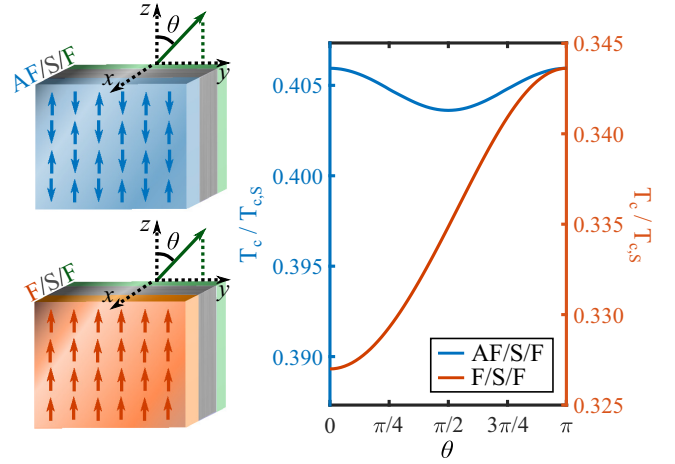 z
θ
AF/S/F
x
y
z
θ
F/S/F
x
y
0.405
0.400
0.395
0.390
T_c / T_c,S
0.345
0.340
0.335
0.330
0.325
T_c / T_c,S
AF/S/F
F/S/F
0
π/4
π/2
3π/4
π
θ